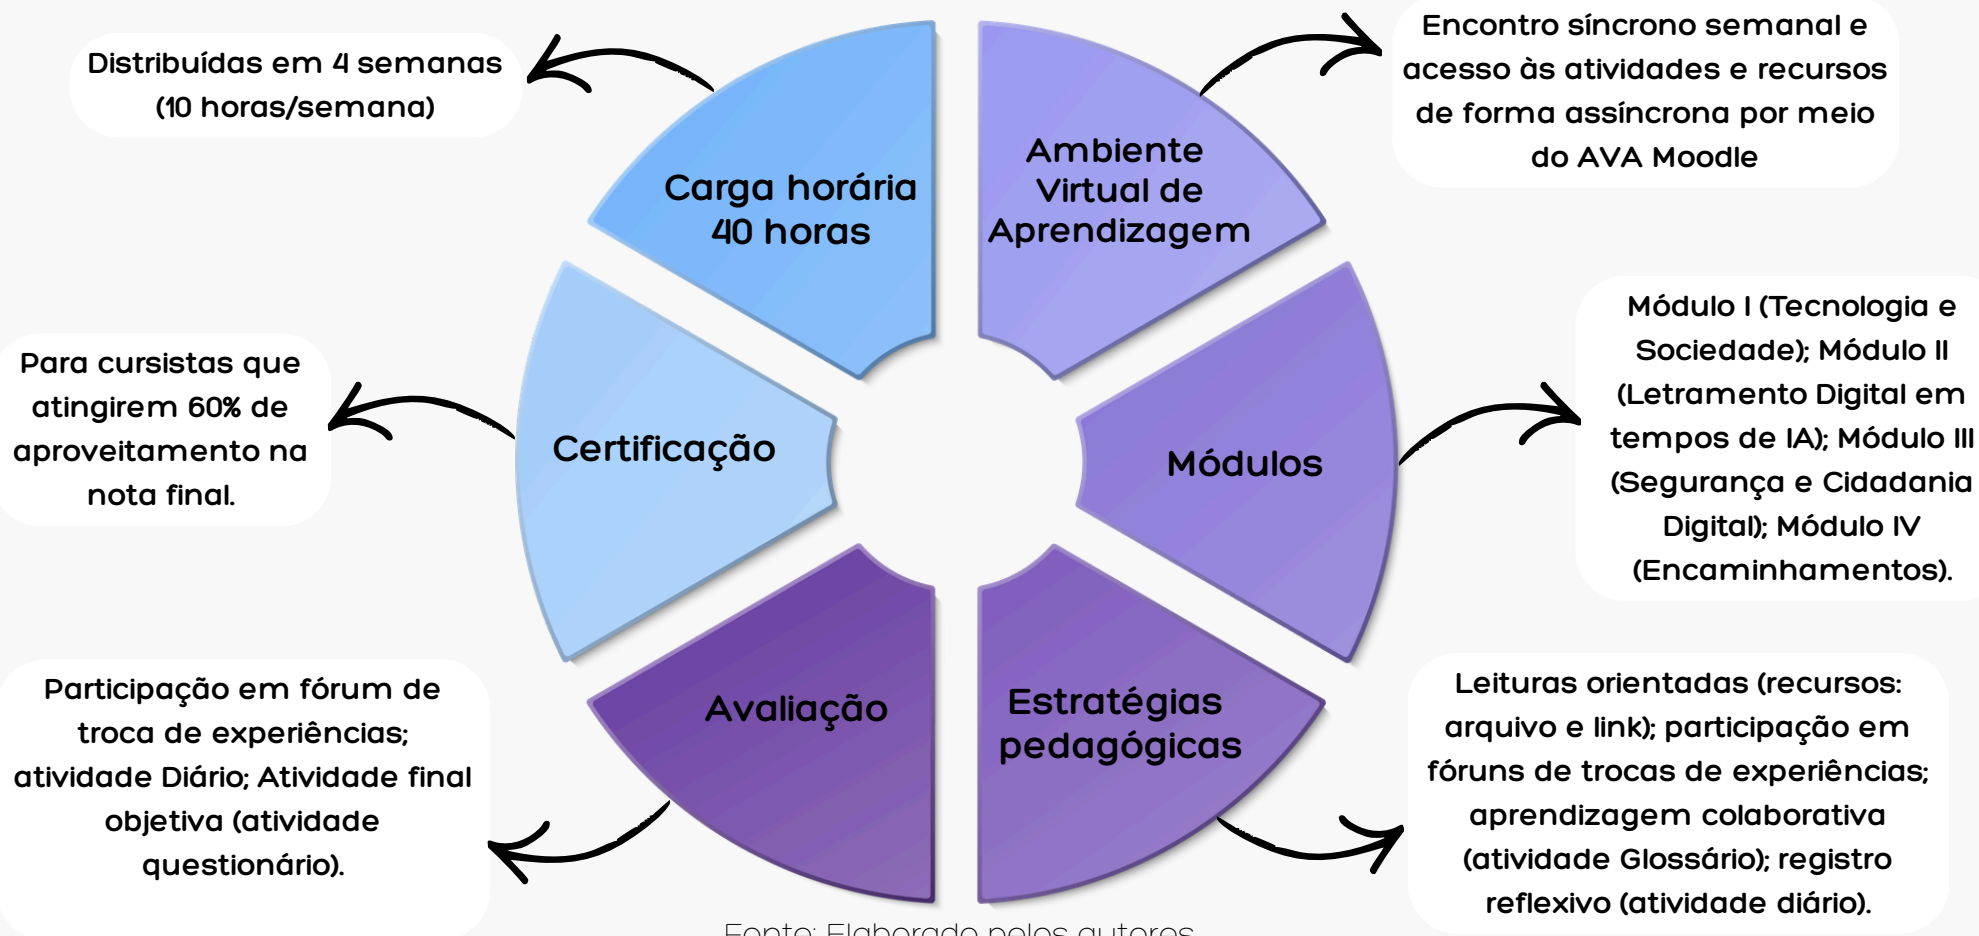 Distribuídas em 4 semanas
(10 horas/semana)
Carga horária
40 horas
Ambiente
Virtual de
Aprendizagem
Encontro síncrono semanal e
acesso às atividades e recursos
de forma assíncrona por meio
do AVA Moodle
Para cursistas que
atingirem 60% de
aproveitamento na
nota final.
Certificação
Módulos
Módulo I (Tecnologia e
Sociedade); Módulo II
(Letramento Digital em
tempos de IA); Módulo III
(Segurança e Cidadania
Digital); Módulo IV
(Encaminhamentos).
Participação em fórum de
troca de experiências;
atividade Diário; Atividade final
objetiva (atividade
questionário).
Avaliação
Estratégias
pedagógicas
Leituras orientadas (recursos:
arquivo e link); participação em
fóruns de trocas de experiências;
aprendizagem colaborativa
(atividade Glossário); registro
reflexivo (atividade diário).
Fonte: Elaborado pelos autores